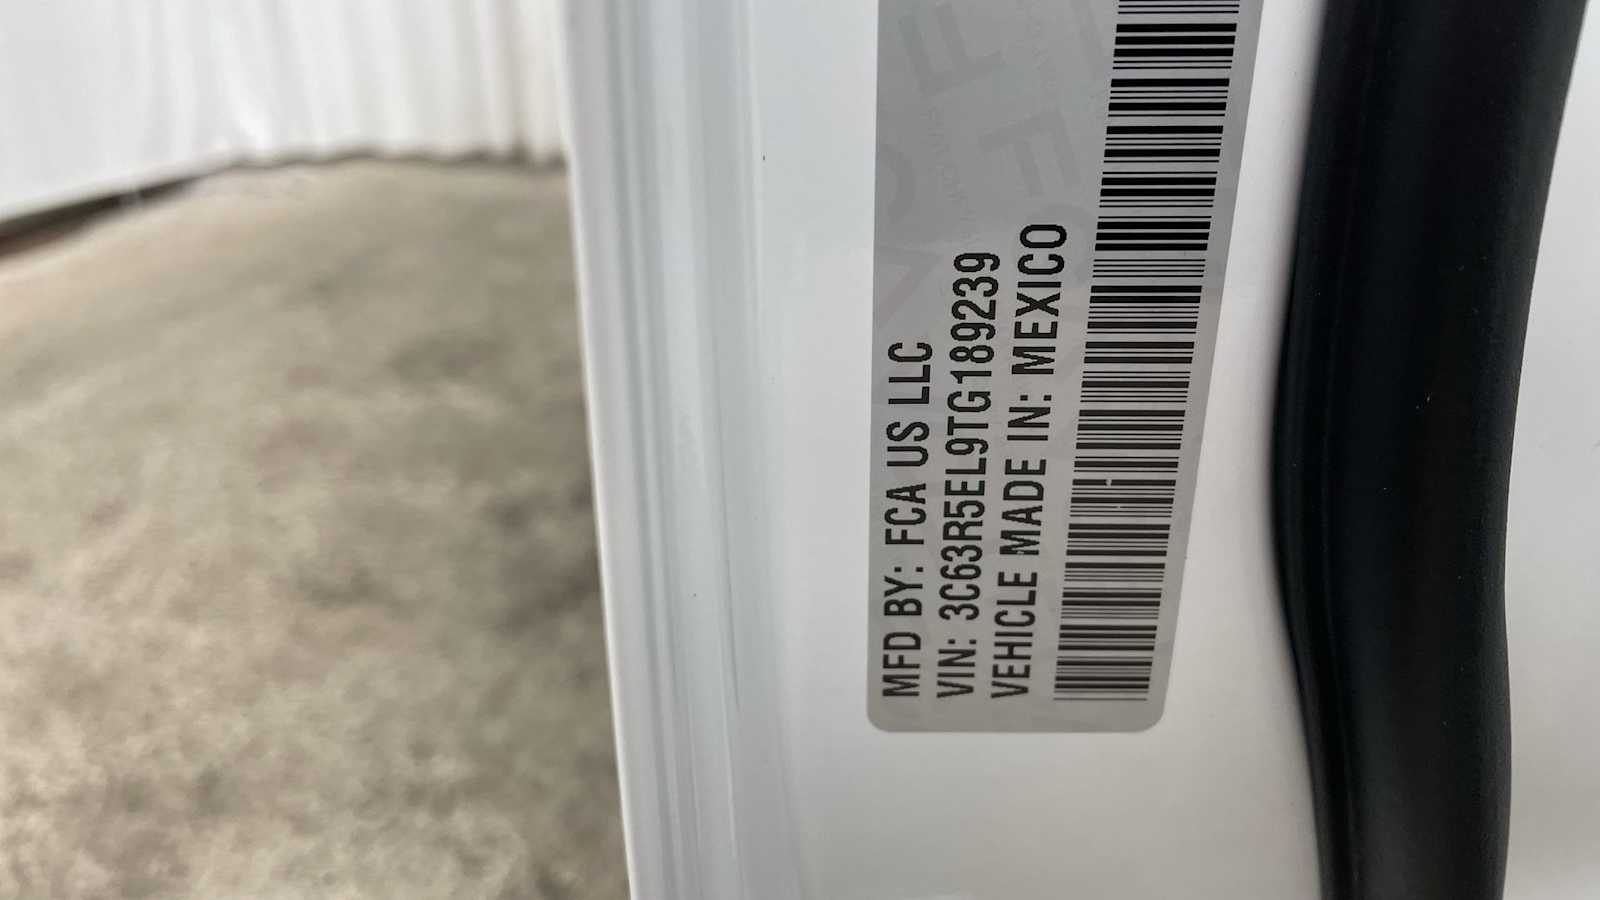 MFD BY: FCA US LLC
VIN: 3C63R5EL9TG189239
VEHICLE MADE IN: MEXICO